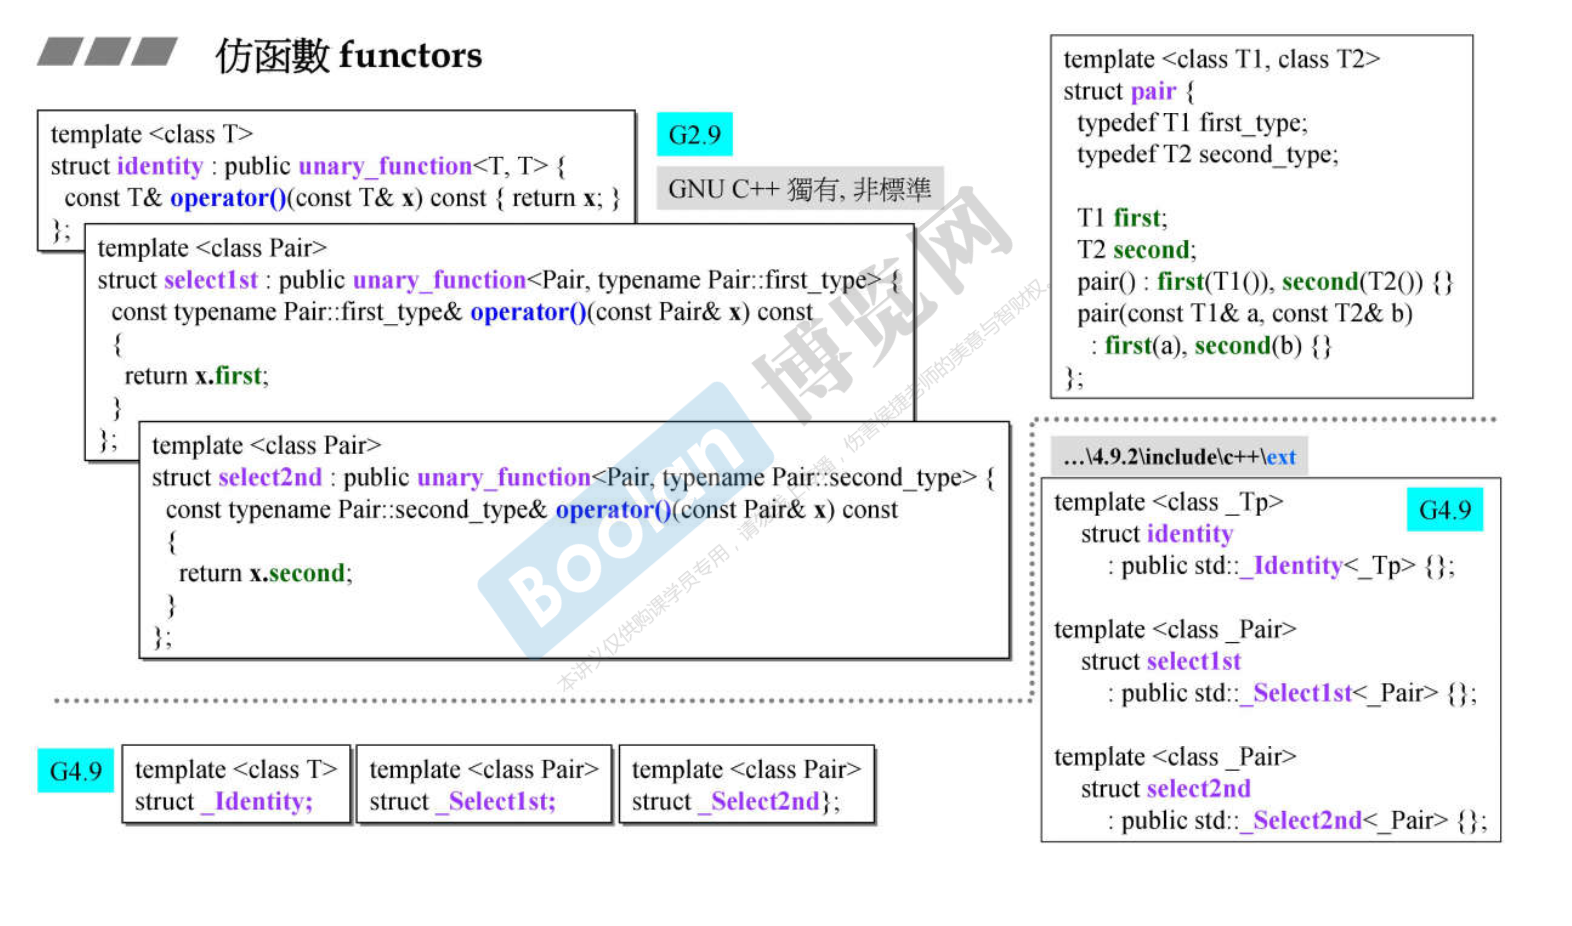 仿函數 functors
template <class T>
struct identity : public unary_function<T, T> {
const T& operator()(const T& x) const { return x; }
};
G2.9
GNU C++ 獨有, 非標準
template <class Pair>
struct select1st : public unary_function<Pair, typename Pair::first_type> {
const typename Pair::first_type& operator()(const Pair& x) const
{
return x.first;
}
};
template <class Pair>
struct select2nd : public unary_function<Pair, typename Pair::second_type> {
const typename Pair::second_type& operator()(const Pair& x) const
{
return x.second;
}
};
template <class T1, class T2>
struct pair {
typedef T1 first_type;
typedef T2 second_type;
T1 first;
T2 second;
pair() : first(T1()), second(T2()) {}
pair(const T1& a, const T2& b)
: first(a), second(b) {}
};
...\4.9.2\include\c++\ext
G4.9
template <class _Tp>
struct identity
: public std::_Identity<_Tp> {};
template <class _Pair>
struct select1st
: public std::_Select1st<_Pair> {};
template <class _Pair>
struct select2nd
: public std::_Select2nd<_Pair> {};
G4.9
template <class T>
struct _Identity;
template <class Pair>
struct _Select1st;
template <class Pair>
struct _Select2nd};
Boolan 博览网
本讲义仅供购课学员专用，请勿上传播，伤害侯捷老师的美意与智财权。